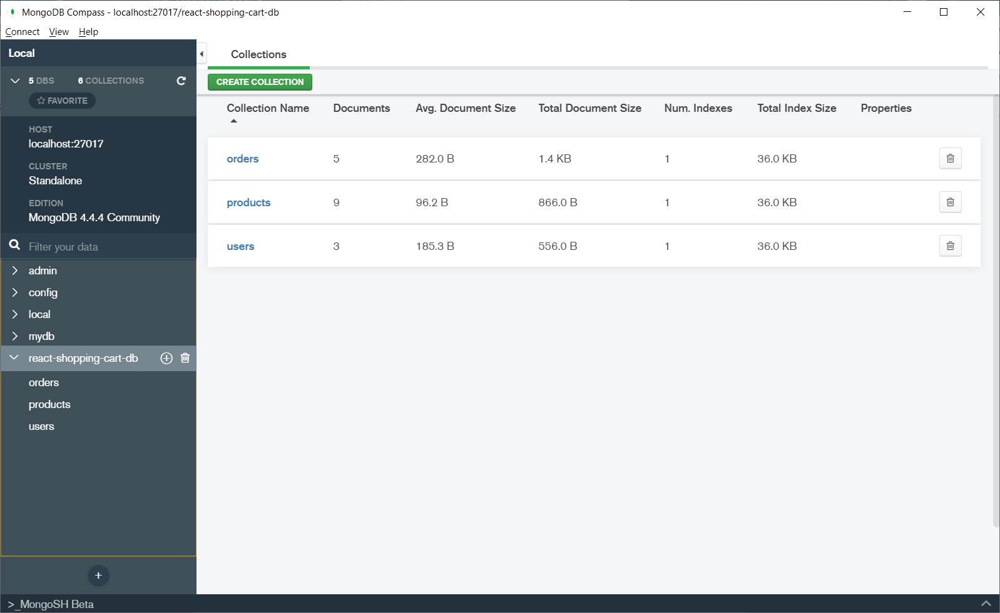 MongoDB Compass - localhost:27017/react-shopping-cart-db
Connect View Help
Local
5 DBS 6 COLLECTIONS
FAVORITE
HOST
localhost:27017
CLUSTER
Standalone
EDITION
MongoDB 4.4.4 Community
Filter your data
admin
config
local
mydb
react-shopping-cart-db
orders
products
users
>_MongoSH Beta
Collections
CREATE COLLECTION
Collection Name Documents Avg. Document Size Total Document Size Num. Indexes Total Index Size Properties
orders 5 282.0 B 1.4 KB 1 36.0 KB
products 9 96.2 B 866.0 B 1 36.0 KB
users 3 185.3 B 556.0 B 1 36.0 KB